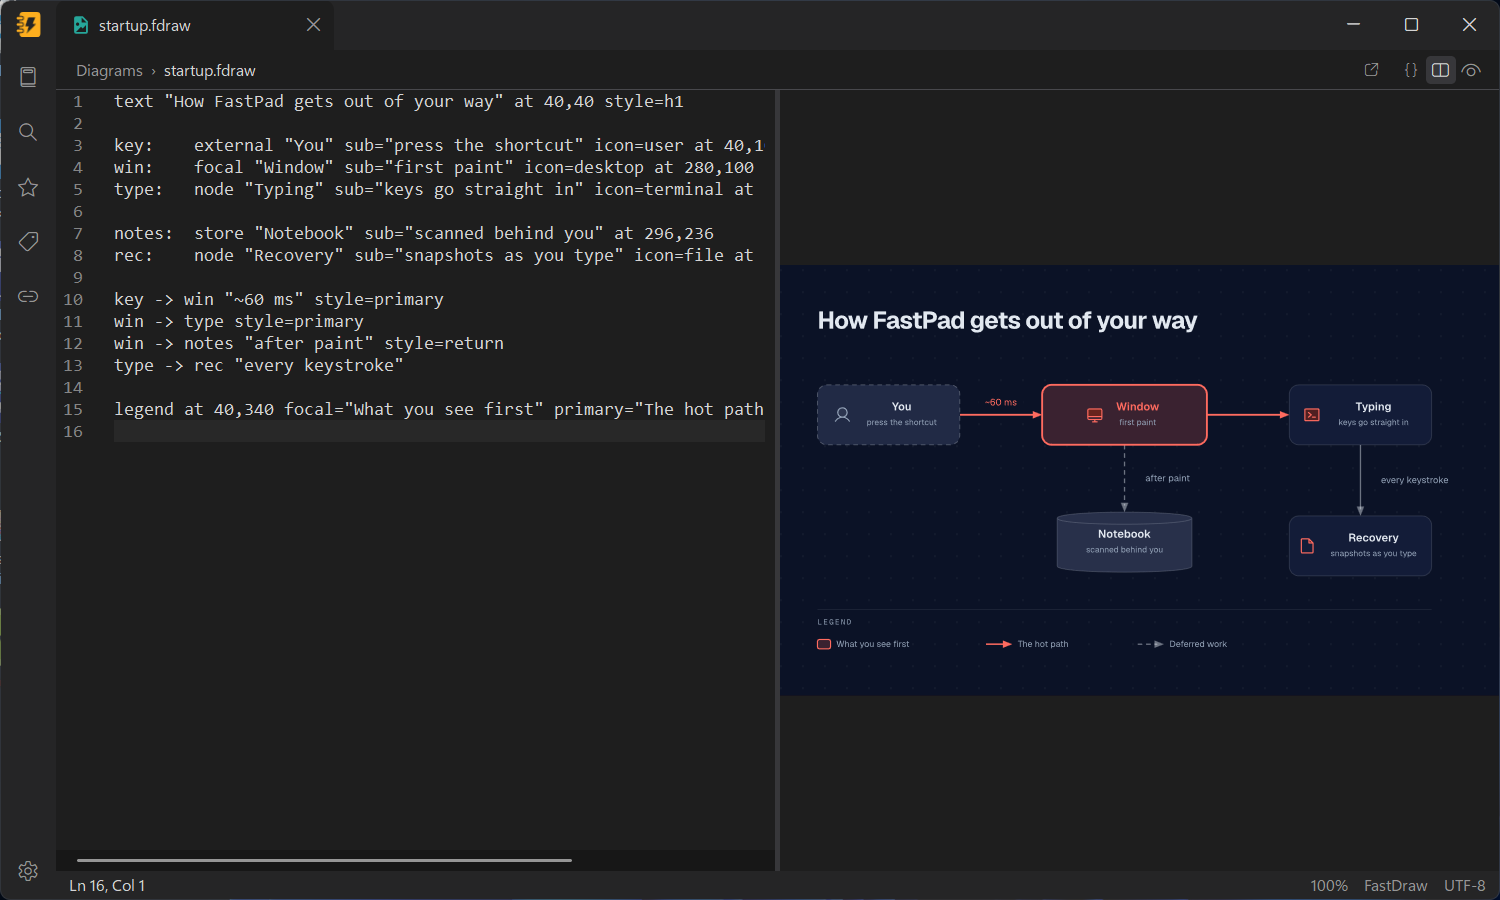 startup.fdraw
Diagrams › startup.fdraw
{}
1 text "How FastPad gets out of your way" at 40,40 style=h1
2
3 key: external "You" sub="press the shortcut" icon=user at 40,1
4 win: focal "Window" sub="first paint" icon=desktop at 280,100
5 type: node "Typing" sub="keys go straight in" icon=terminal at
6
7 notes: store "Notebook" sub="scanned behind you" at 296,236
8 rec: node "Recovery" sub="snapshots as you type" icon=file at
9
10 key -> win "~60 ms" style=primary
11 win -> type style=primary
12 win -> notes "after paint" style=return
13 type -> rec "every keystroke"
14
15 legend at 40,340 focal="What you see first" primary="The hot path
16
How FastPad gets out of your way
You
press the shortcut
~60 ms
Window
first paint
Typing
keys go straight in
after paint
every keystroke
Notebook
scanned behind you
Recovery
snapshots as you type
LEGEND
What you see first
The hot path
Deferred work
Ln 16, Col 1
100% FastDraw UTF-8